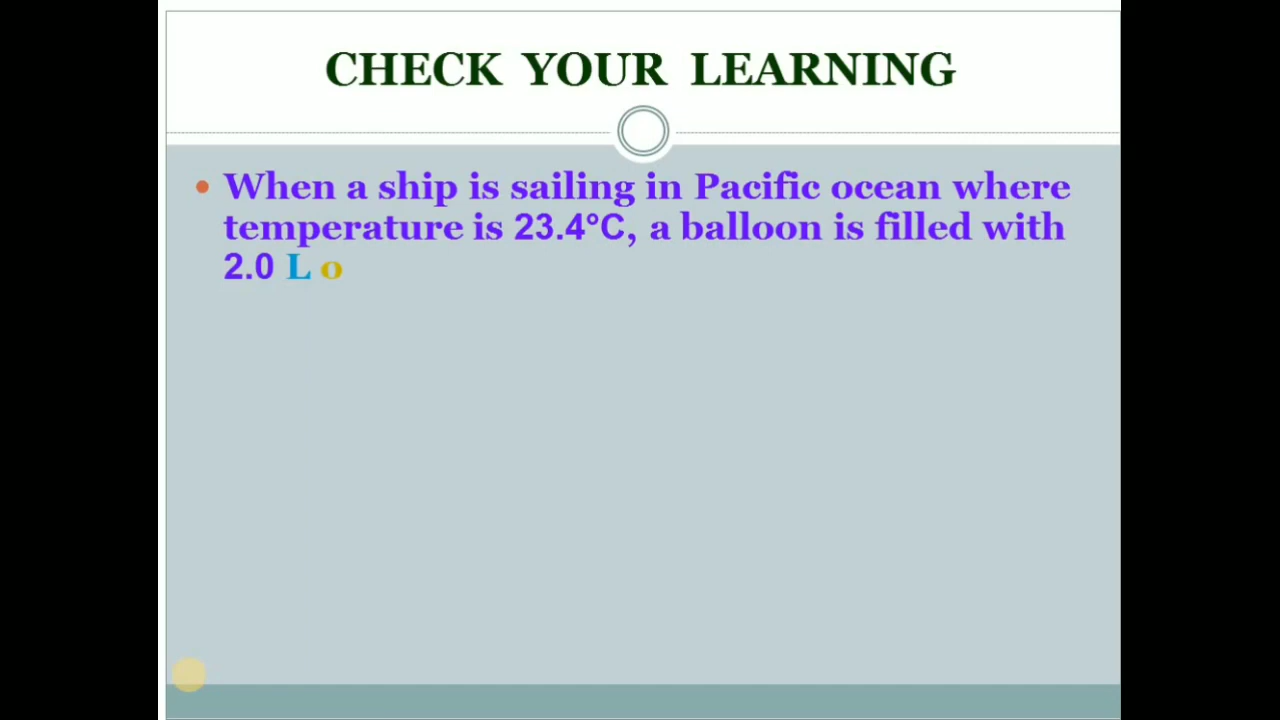 CHECK YOUR LEARNING
When a ship is sailing in Pacific ocean where
temperature is 23.4°C, a balloon is filled with
2.0 L o